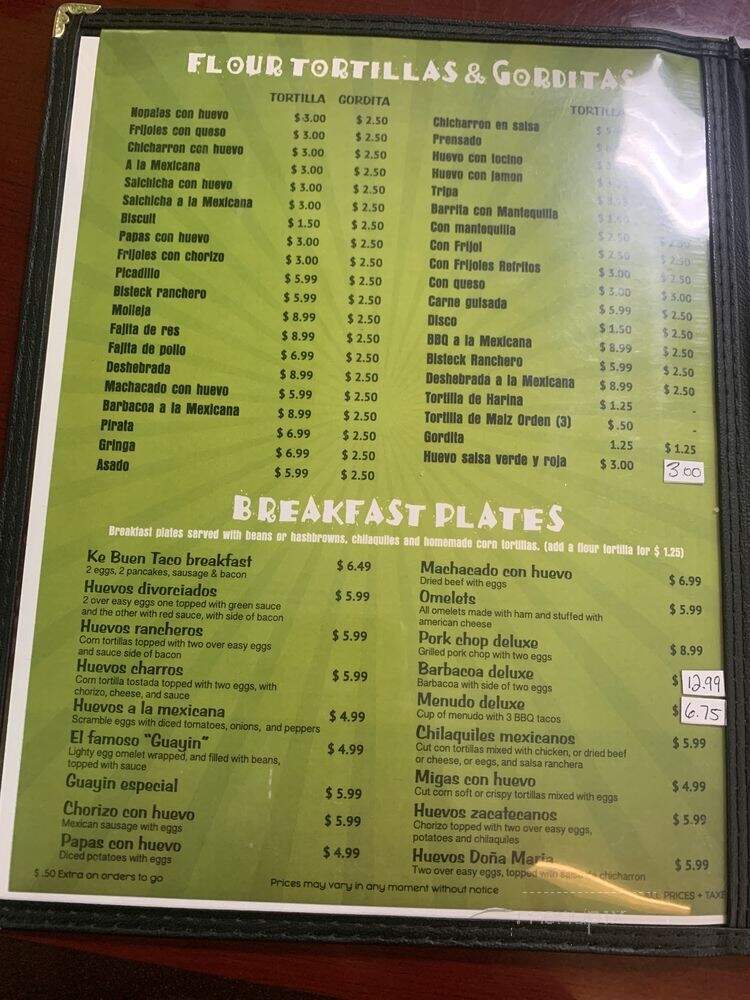 FLOUR TORTILLAS & GORDITAS
TORTILLA GORDITA
Nopales con huevo $ 3.00 $ 2.50
Frijoles con queso $ 3.00 $ 2.50
Chicharron con huevo $ 3.00 $ 2.50
A la Mexicana $ 3.00 $ 2.50
Salchicha con huevo $ 3.00 $ 2.50
Salchicha a la Mexicana $ 3.00 $ 2.50
Biscuit $ 1.50 $ 2.50
Papas con huevo $ 3.00 $ 2.50
Frijoles con chorizo $ 3.00 $ 2.50
Picadillo $ 5.99 $ 2.50
Bisteck ranchero $ 5.99 $ 2.50
Molleja $ 8.99 $ 2.50
Fajita de res $ 8.99 $ 2.50
Fajita de pollo $ 6.99 $ 2.50
Deshebrada $ 8.99 $ 2.50
Machacado con huevo $ 5.99 $ 2.50
Barbacoa a la Mexicana $ 8.99 $ 2.50
Pirata $ 6.99 $ 2.50
Gringa $ 6.99 $ 2.50
Asado $ 5.99 $ 2.50
Chicharron en salsa
Prensado
Huevo con tocino
Huevo con jamon
Tripa
Barrita con Mantequilla
Con mantequilla $ 2.50
Con Frijol $ 2.50
Con Frijoles Refritos $ 3.00 $ 2.50
Con queso $ 3.00 $ 3.00
Carne guisada $ 5.99 $ 2.50
Disco $ 1.50 $ 2.50
BBQ a la Mexicana $ 8.99 $ 2.50
Bisteck Ranchero $ 5.99 $ 2.50
Deshebrada a la Mexicana $ 8.99 $ 2.50
Tortilla de Harina $ 1.25 -
Tortilla de Maiz Orden (3) $ .50 -
Gordita 1.25 $ 1.25
Huevo salsa verde y roja $ 3.00 3.00
BREAKFAST PLATES
Breakfast plates served with beans or hashbrowns, chilaquiles and homemade corn tortillas. (add a flour tortilla for $ 1.25)
Ke Buen Taco breakfast $ 6.49
2 eggs, 2 pancakes, sausage & bacon
Huevos divorciados $ 5.99
2 over easy eggs one topped with green sauce
and the other with red sauce, with side of bacon
Huevos rancheros $ 5.99
Corn tortillas topped with two over easy eggs
and sauce side of bacon
Huevos charros $ 5.99
Corn tortilla tostada topped with two eggs, with
chorizo, cheese, and sauce
Huevos a la mexicana $ 4.99
Scramble eggs with diced tomatoes, onions, and peppers
El famoso "Guayin" $ 4.99
Lighty egg omelet wrapped, and filled with beans,
topped with sauce
Guayin especial $ 5.99
Chorizo con huevo $ 5.99
Mexican sausage with eggs
Papas con huevo $ 4.99
Diced potatoes with eggs
Machacado con huevo $ 6.99
Dried beef with eggs
Omelets $ 5.99
All omelets made with ham and stuffed with
american cheese
Pork chop deluxe $ 8.99
Grilled pork chop with two eggs
Barbacoa deluxe $ 12.99
Barbacoa with side of two eggs
Menudo deluxe $ 6.75
Cup of menudo with 3 BBQ tacos
Chilaquiles mexicanos $ 5.99
Cut con tortillas mixed with chicken, or dried beef
or cheese, or eegs, and salsa ranchera
Migas con huevo $ 4.99
Cut corn soft or crispy tortillas mixed with eggs
Huevos zacatecanos $ 5.99
Chorizo topped with two over easy eggs,
potatoes and chilaquiles
Huevos Doña Maria $ 5.99
Two over easy eggs, topped with salsa chicharron
$ .50 Extra on orders to go
Prices may vary in any moment without notice
PRICES + TAXE